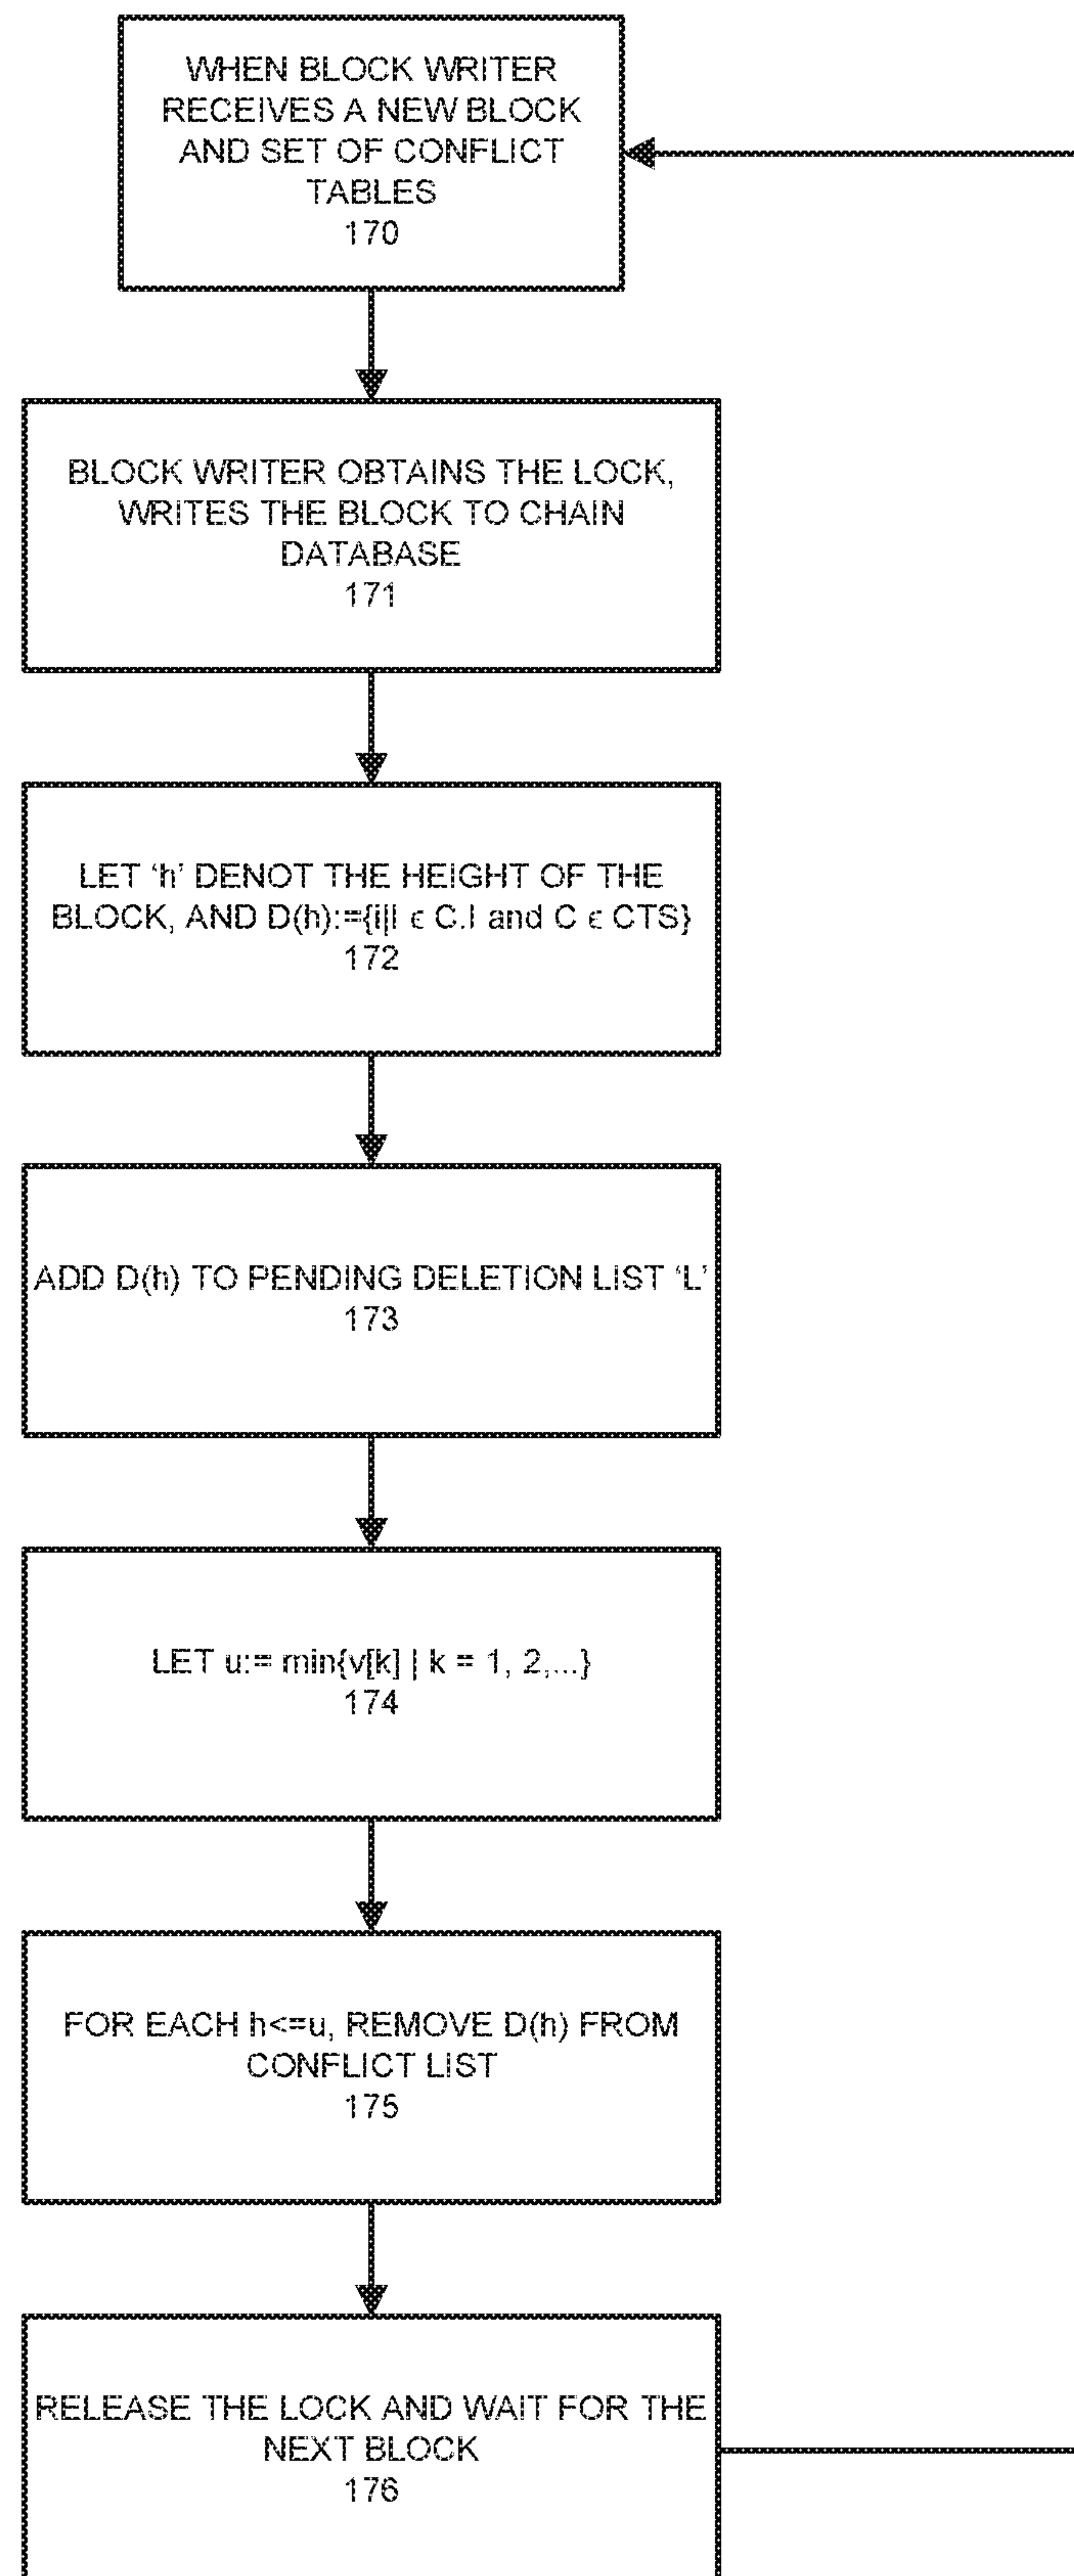 WHEN BLOCK WRITER
RECEIVES A NEW BLOCK
AND SET OF CONFLICT
TABLES
170
BLOCK WRITER OBTAINS THE LOCK,
WRITES THE BLOCK TO CHAIN
DATABASE
171
LET ‘h’ DENOT THE HEIGHT OF THE
BLOCK, AND D(h):={i|I ϵ C.I and C ϵ CTS}
172
ADD D(h) TO PENDING DELETION LIST ‘L’
173
LET u:= min{v[k] | k = 1, 2,...}
174
FOR EACH h<=u, REMOVE D(h) FROM
CONFLICT LIST
175
RELEASE THE LOCK AND WAIT FOR THE
NEXT BLOCK
176